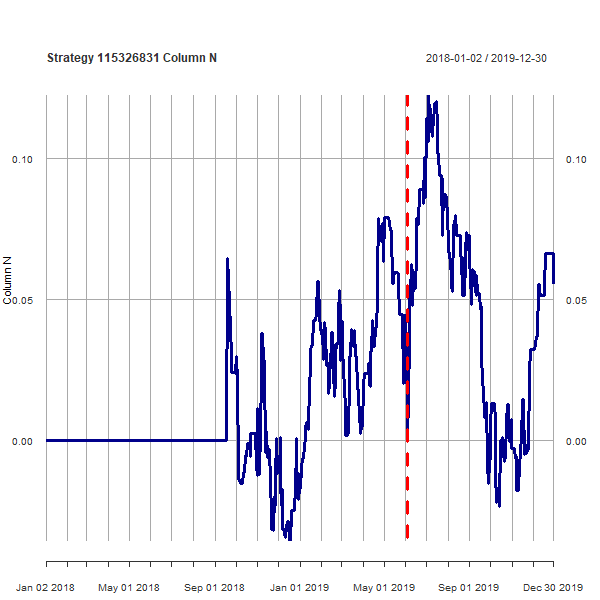 Strategy 115326831 Column N
2018-01-02 / 2019-12-30
0.10
0.10
Column N
0.05
0.05
0.00
0.00
Jan 02 2018
May 01 2018
Sep 01 2018
Jan 01 2019
May 01 2019
Sep 01 2019
Dec 30 2019